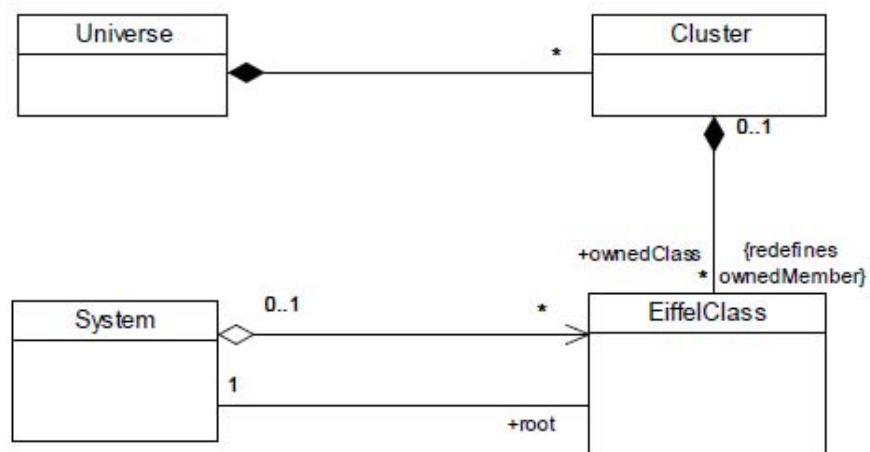 Universe
Cluster
*
0..1
+ownedClass
{redefines
*
ownedMember}
System
0..1
*
EiffelClass
1
+root